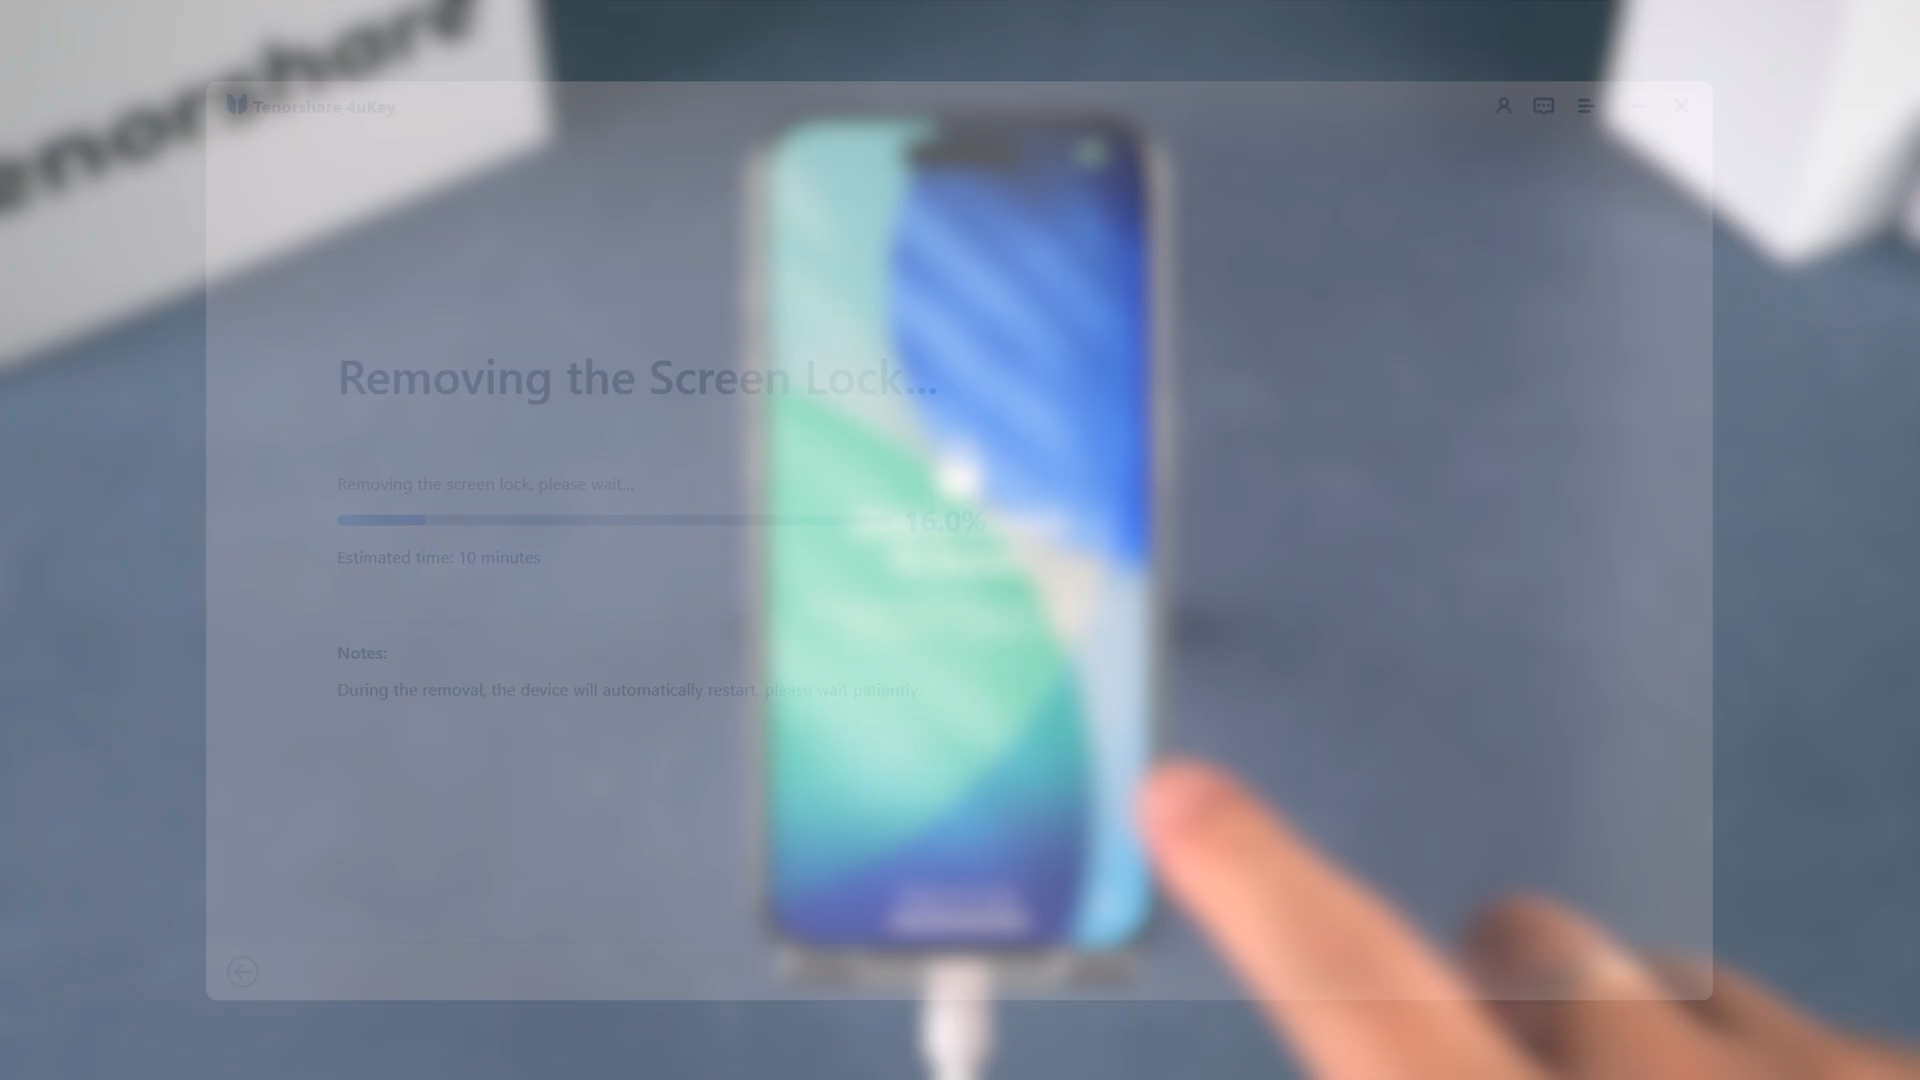 Tenorshare 4uKey
Removing the Screen Lock...
Removing the screen lock, please wait...
16.0%
Estimated time: 10 minutes
Notes:
During the removal, the device will automatically restart, please wait patiently.